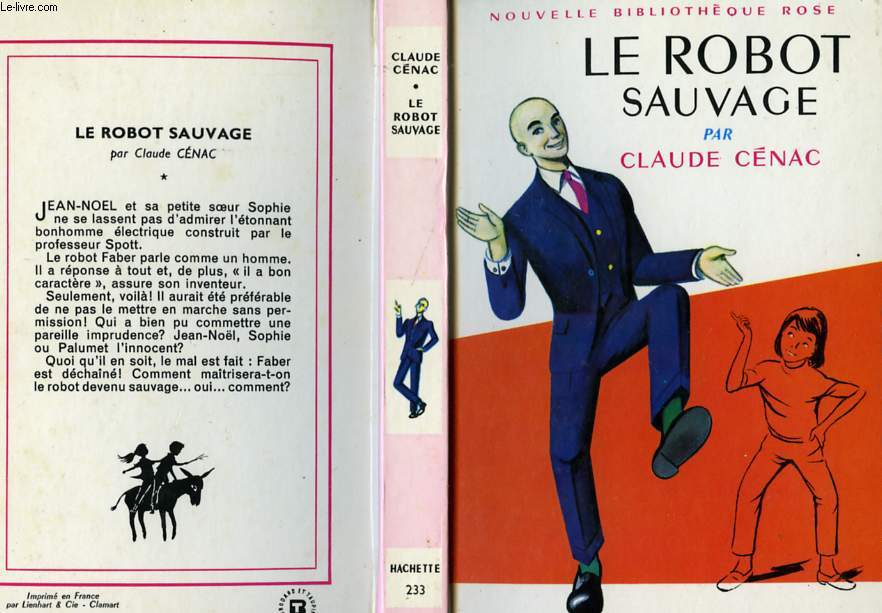 Le-livre.com
LE ROBOT SAUVAGE
par Claude CÉNAC
★
JEAN-NOEL et sa petite sœur Sophie
ne se lassent pas d'admirer l'étonnant
bonhomme électrique construit par le
professeur Spott.
Le robot Faber parle comme un homme.
Il a réponse à tout et, de plus, « il a bon
caractère », assure son inventeur.
Seulement, voilà! Il aurait été préférable
de ne pas le mettre en marche sans per-
mission! Qui a bien pu commettre une
pareille imprudence? Jean-Noël, Sophie
ou Palumet l'innocent?
Quoi qu'il en soit, le mal est fait : Faber
est déchaîné! Comment maîtrisera-t-on
le robot devenu sauvage... oui... comment?
Imprimé en France
par Lienhart & Cie - Clamart
CLAUDE
CÉNAC
•
LE
ROBOT
SAUVAGE
HACHETTE
233
NOUVELLE BIBLIOTHÈQUE ROSE
LE ROBOT
SAUVAGE
PAR
CLAUDE CÉNAC